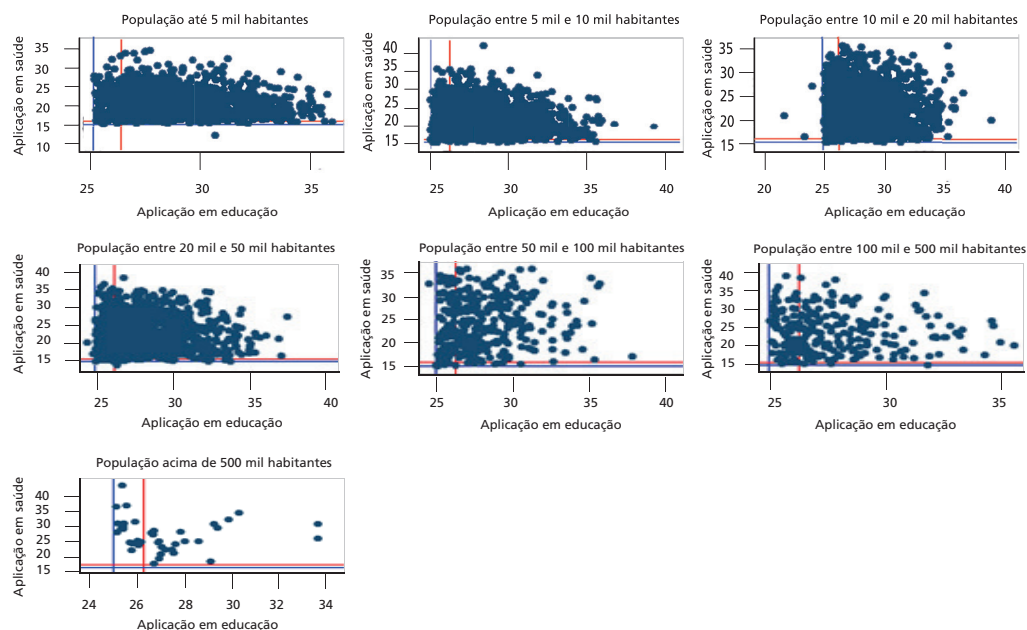 População até 5 mil habitantes
Aplicação em saúde
35
30
25
20
15
10
25 30 35
Aplicação em educação
População entre 5 mil e 10 mil habitantes
Aplicação em saúde
40
35
30
25
20
15
25 30 35 40
Aplicação em educação
População entre 10 mil e 20 mil habitantes
Aplicação em saúde
35
30
25
20
15
20 25 30 35 40
Aplicação em educação
População entre 20 mil e 50 mil habitantes
Aplicação em saúde
40
35
30
25
20
15
25 30 35 40
Aplicação em educação
População entre 50 mil e 100 mil habitantes
Aplicação em saúde
35
30
25
20
15
25 30 35 40
Aplicação em educação
População entre 100 mil e 500 mil habitantes
Aplicação em saúde
40
35
30
25
20
15
25 30 35
Aplicação em educação
População acima de 500 mil habitantes
Aplicação em saúde
40
35
30
25
20
15
24 26 28 30 32 34
Aplicação em educação